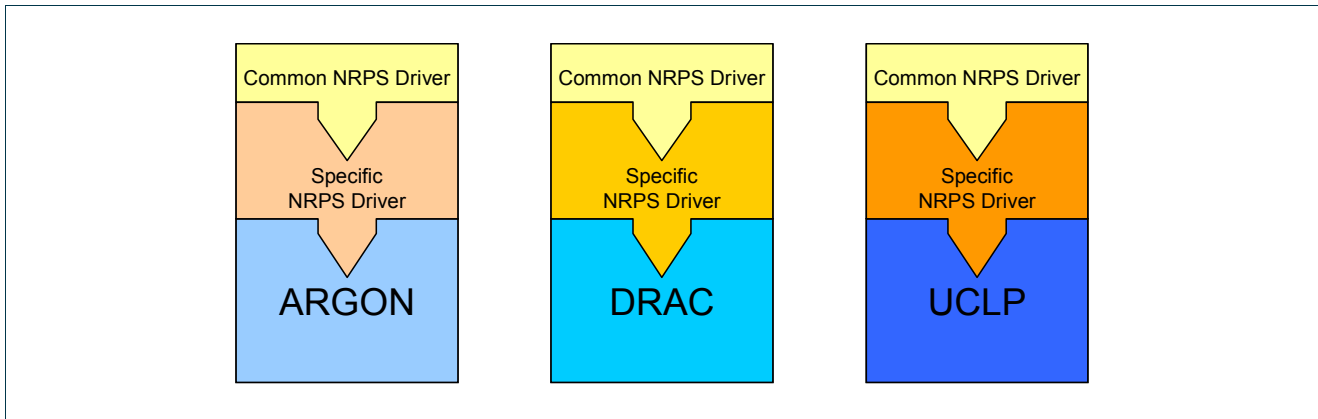 Common NRPS Driver
Common NRPS Driver
Common NRPS Driver
Specific
NRPS Driver
Specific
NRPS Driver
Specific
NRPS Driver
ARGON
DRAC
UCLP